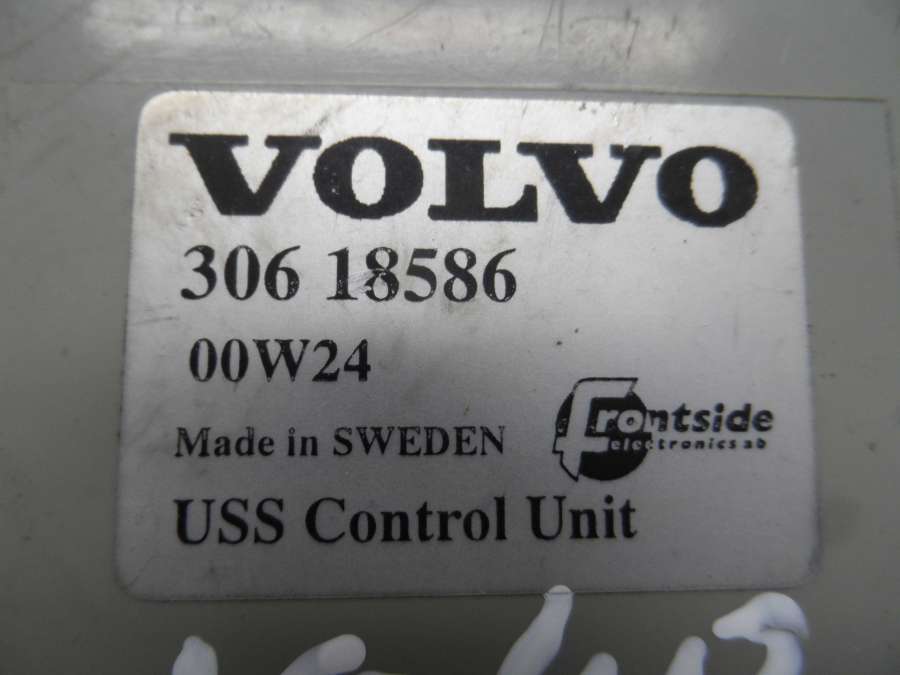 VOLVO
306 18586
00W24
Made in SWEDEN
Frontside
electronics ab
USS Control Unit